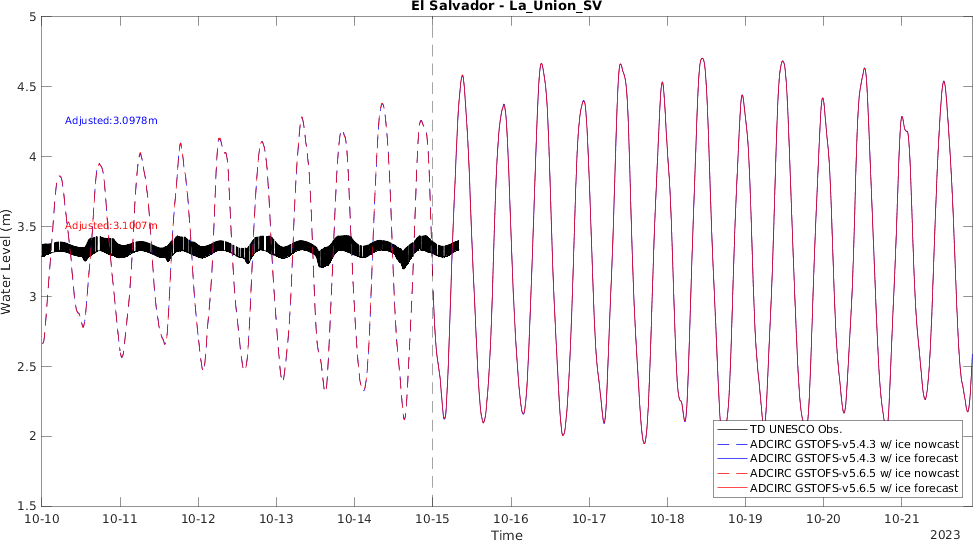 El Salvador - La_Union_SV
5
4.5
4
3.5
3
2.5
2
1.5
Water Level (m)
Adjusted:3.0978m
Adjusted:3.1007m
TD UNESCO Obs.
ADCIRC GSTOFS-v5.4.3 w/ ice nowcast
ADCIRC GSTOFS-v5.4.3 w/ ice forecast
ADCIRC GSTOFS-v5.6.5 w/ ice nowcast
ADCIRC GSTOFS-v5.6.5 w/ ice forecast
10-10 10-11 10-12 10-13 10-14 10-15 10-16 10-17 10-18 10-19 10-20 10-21
Time
2023